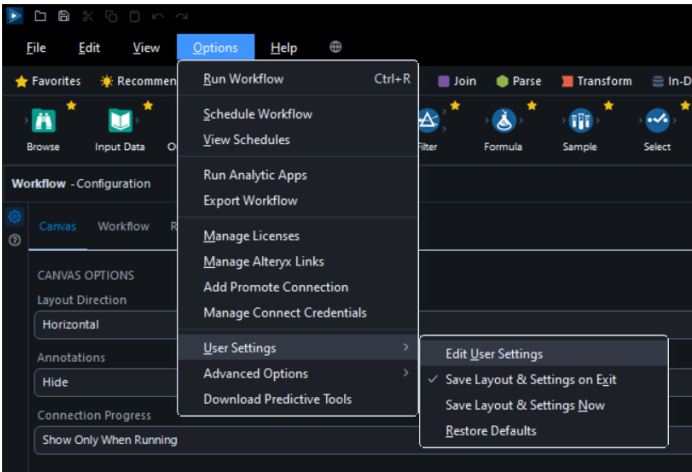 File Edit View Options Help
Favorites Recommen Join Parse Transform In-D
Browse Input Data Filter Formula Sample Select
Run Workflow Ctrl+R
Schedule Workflow
View Schedules
Run Analytic Apps
Export Workflow
Manage Licenses
Manage Alteryx Links
Add Promote Connection
Manage Connect Credentials
User Settings
Advanced Options
Download Predictive Tools
Edit User Settings
Save Layout & Settings on Exit
Save Layout & Settings Now
Restore Defaults
Workflow - Configuration
Canvas Workflow R
CANVAS OPTIONS
Layout Direction
Horizontal
Annotations
Hide
Connection Progress
Show Only When Running